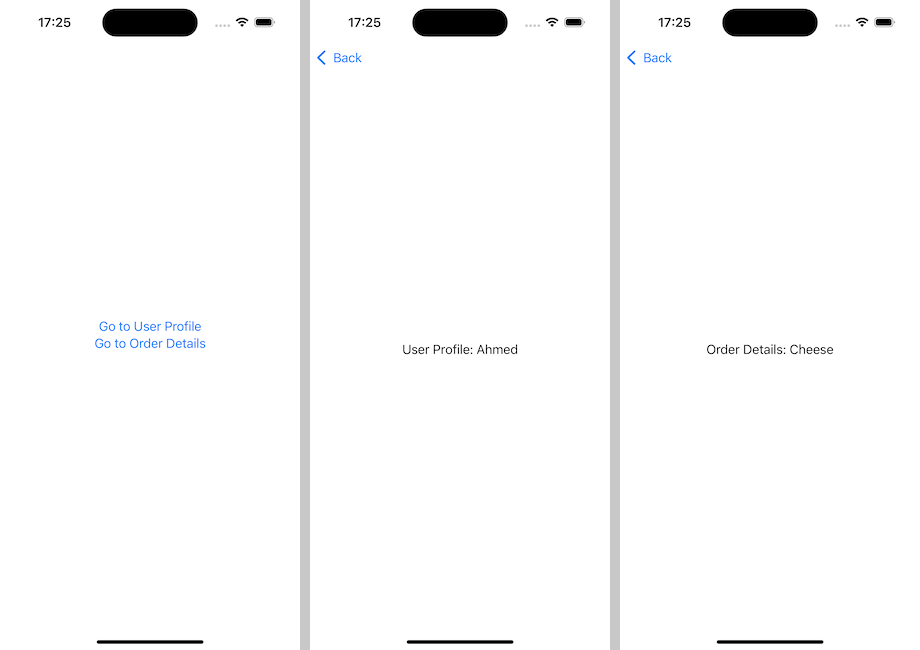 17:25
Go to User Profile
Go to Order Details
17:25
Back
User Profile: Ahmed
17:25
Back
Order Details: Cheese